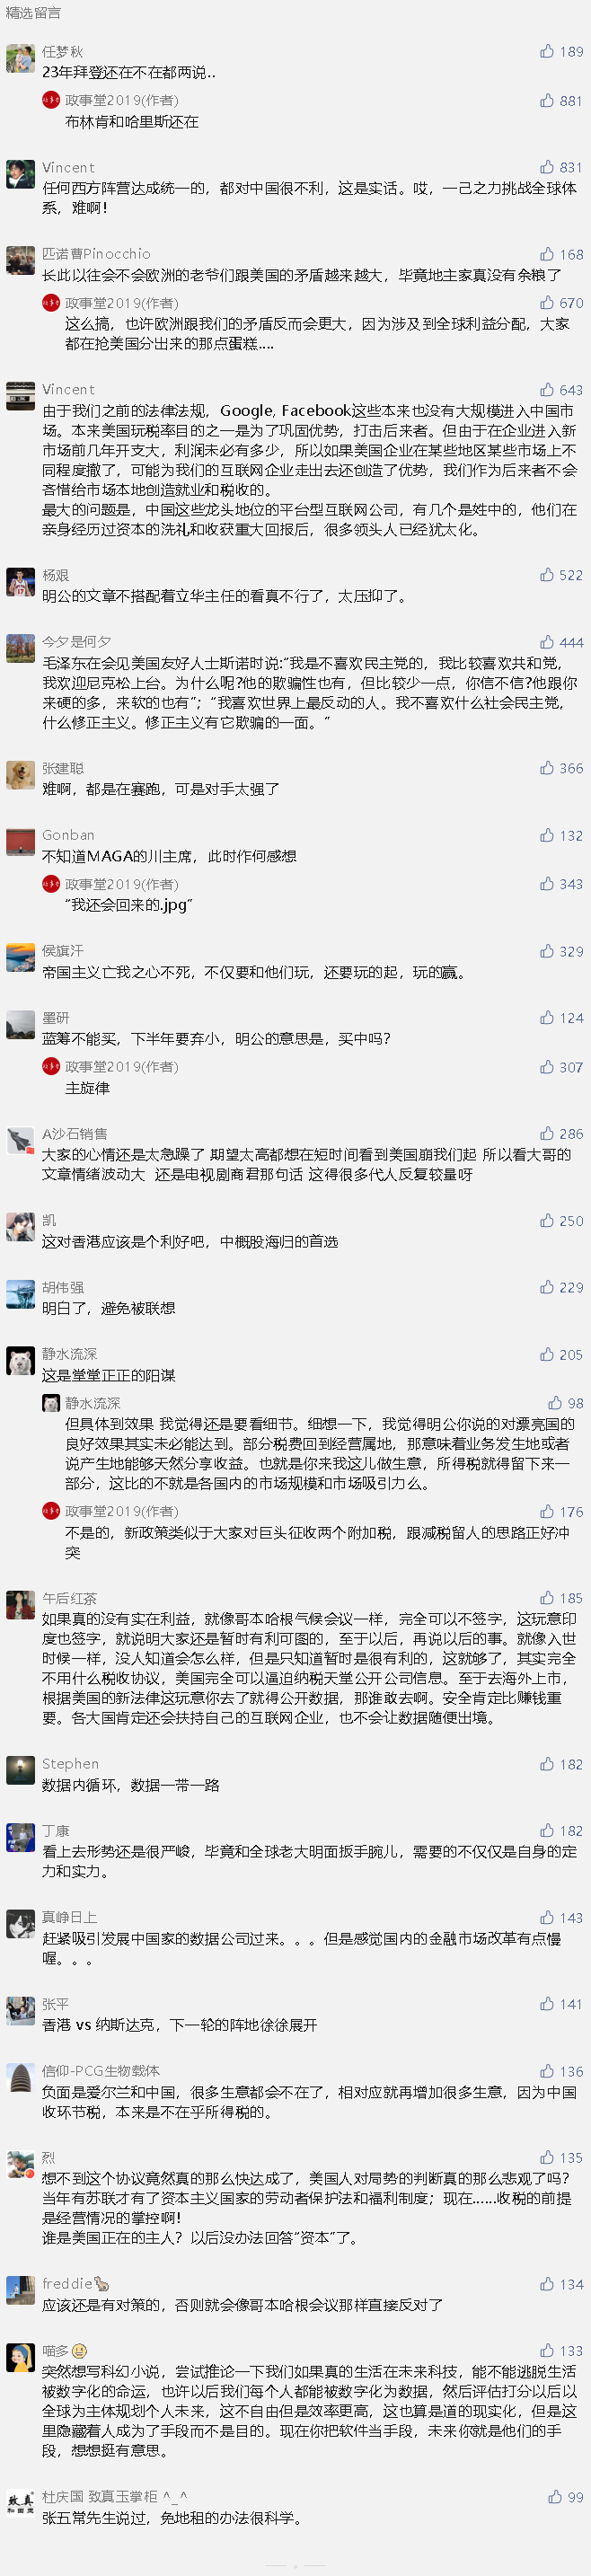 精选留言
任梦秋
189
23年拜登还在不在都两说..
政事堂2019(作者)
881
布林肯和哈里斯还在
Vincent
831
任何西方阵营达成统一的，都对中国很不利，这是实话。哎，一己之力挑战全球体
系，难啊！
匹诺曹Pinocchio
168
长此以往会不会欧洲的老爷们跟美国的矛盾越来越大，毕竟地主家真没有余粮了
政事堂2019(作者)
670
这么搞，也许欧洲跟我们的矛盾反而会更大，因为涉及到全球利益分配，大家
都在抢美国分出来的那点蛋糕....
Vincent
643
由于我们之前的法律法规，Google, Facebook这些本来也没有大规模进入中国市
场。本来美国玩税率目的之一是为了巩固优势，打击后来者。但由于在企业进入新
市场前几年开支大，利润未必有多少，所以如果美国企业在某些地区某些市场上不
同程度撤了，可能为我们的互联网企业走出去还创造了优势，我们作为后来者不会
吝惜给市场本地创造就业和税收的。
最大的问题是，中国这些龙头地位的平台型互联网公司，有几个是姓中的，他们在
亲身经历过资本的洗礼和收获重大回报后，很多领头人已经犹太化。
杨艰
522
明公的文章不搭配着立华主任的看真不行了，太压抑了。
今夕是何夕
444
毛泽东在会见美国友好人士斯诺时说:“我是不喜欢民主党的，我比较喜欢共和党，
我欢迎尼克松上台。为什么呢?他的欺骗性也有，但比较少一点，你信不信?他跟你
来硬的多，来软的也有”；“我喜欢世界上最反动的人。我不喜欢什么社会民主党，
什么修正主义。修正主义有它欺骗的一面。”
张建聪
366
难啊，都是在赛跑，可是对手太强了
Gonban
132
不知道MAGA的川主席，此时作何感想
政事堂2019(作者)
343
“我还会回来的.jpg”
侯旗汗
329
帝国主义亡我之心不死，不仅要和他们玩，还要玩的起，玩的赢。
墨研
124
蓝筹不能买，下半年要弃小，明公的意思是，买中吗？
政事堂2019(作者)
307
主旋律
A沙石销售
286
大家的心情还是太急躁了 期望太高都想在短时间看到美国崩我们起 所以看大哥的
文章情绪波动大 还是电视剧商君那句话 这得很多代人反复较量呀
凯
250
这对香港应该是个利好吧，中概股海归的首选
胡伟强
229
明白了，避免被联想
静水流深
205
这是堂堂正正的阳谋
静水流深
98
但具体到效果 我觉得还是要看细节。细想一下，我觉得明公你说的对漂亮国的
良好效果其实未必能达到。部分税费回到经营属地，那意味着业务发生地或者
说产生地能够天然分享收益。也就是你来我这儿做生意，所得税就得留下来一
部分，这比的不就是各国内的市场规模和市场吸引力么。
政事堂2019(作者)
176
不是的，新政策类似于大家对巨头征收两个附加税，跟减税留人的思路正好冲
突
午后红茶
185
如果真的没有实在利益，就像哥本哈根气候会议一样，完全可以不签字，这玩意印
度也签字，就说明大家还是暂时有利可图的，至于以后，再说以后的事。就像入世
时候一样，没人知道会怎么样，但是只知道暂时是很有利的，这就够了，其实完全
不用什么税收协议，美国完全可以逼迫纳税天堂公开公司信息。至于去海外上市，
根据美国的新法律这玩意你去了就得公开数据，那谁敢去啊。安全肯定比赚钱重
要。各大国肯定还会扶持自己的互联网企业，也不会让数据随便出境。
Stephen
182
数据内循环，数据一带一路
丁康
182
看上去形势还是很严峻，毕竟和全球老大明面扳手腕儿，需要的不仅仅是自身的定
力和实力。
真峥日上
143
赶紧吸引发展中国家的数据公司过来。。。但是感觉国内的金融市场改革有点慢
喔。。。
张平
141
香港 vs 纳斯达克，下一轮的阵地徐徐展开
信仰-PCG生物载体
136
负面是爱尔兰和中国，很多生意都会不在了，相对应就再增加很多生意，因为中国
收环节税，本来是不在乎所得税的。
烈
135
想不到这个协议竟然真的那么快达成了，美国人对局势的判断真的那么悲观了吗？
当年有苏联才有了资本主义国家的劳动者保护法和福利制度；现在……收税的前提
是经营情况的掌控啊！
谁是美国正在的主人？以后没办法回答“资本”了。
freddie
134
应该还是有对策的，否则就会像哥本哈根会议那样直接反对了
喵多
133
突然想写科幻小说，尝试推论一下我们如果真的生活在未来科技，能不能逃脱生活
被数字化的命运，也许以后我们每个人都能被数字化为数据，然后评估打分以后以
全球为主体规划个人未来，这不自由但是效率更高，这也算是道的现实化，但是这
里隐藏着人成为了手段而不是目的。现在你把软件当手段，未来你就是他们的手
段，想想挺有意思。
杜庆国 致真玉掌柜 ^_^
99
张五常先生说过，免地租的办法很科学。